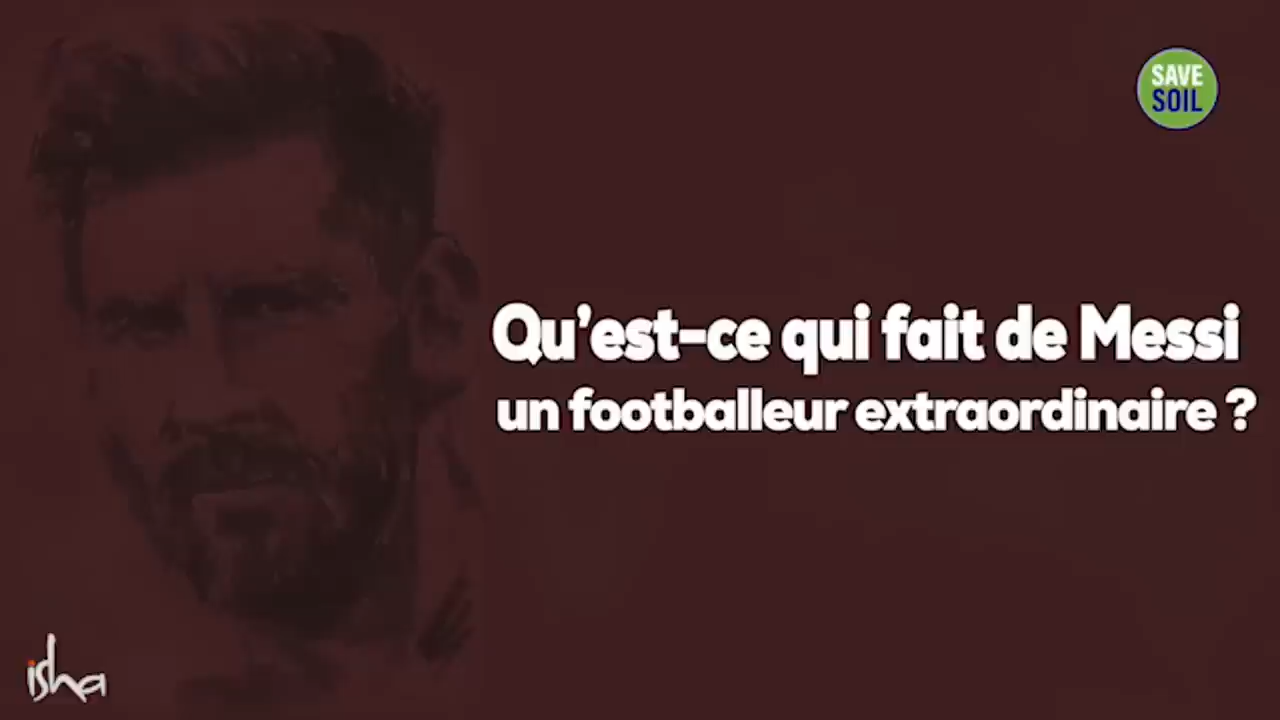 SAVE
SOIL
Qu’est-ce qui fait de Messi
un footballeur extraordinaire ?
isha